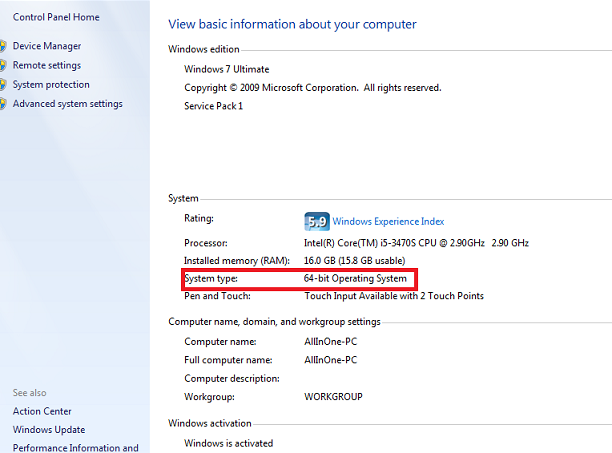 Control Panel Home
Device Manager
Remote settings
System protection
Advanced system settings
See also
Action Center
Windows Update
Performance Information and
View basic information about your computer
Windows edition
Windows 7 Ultimate
Copyright © 2009 Microsoft Corporation. All rights reserved.
Service Pack 1
System
Rating: 5.9 Windows Experience Index
Processor: Intel(R) Core(TM) i5-3470S CPU @ 2.90GHz 2.90 GHz
Installed memory (RAM): 16.0 GB (15.8 GB usable)
System type: 64-bit Operating System
Pen and Touch: Touch Input Available with 2 Touch Points
Computer name, domain, and workgroup settings
Computer name: AllInOne-PC
Full computer name: AllInOne-PC
Computer description:
Workgroup: WORKGROUP
Windows activation
Windows is activated